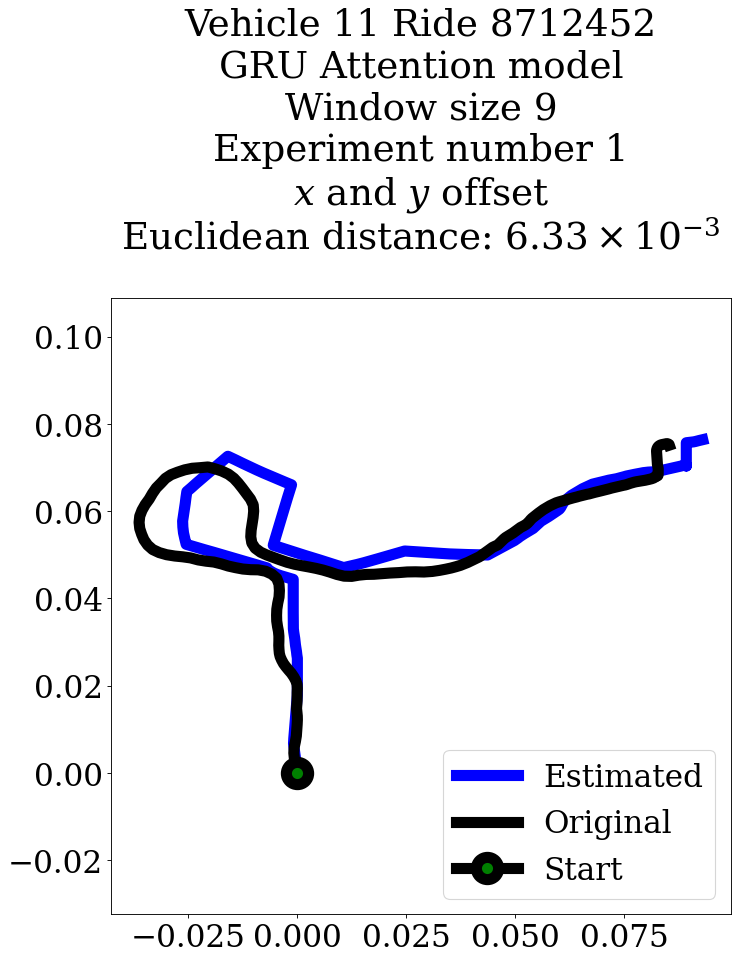 Vehicle 11 Ride 8712452
GRU Attention model
Window size 9
Experiment number 1
x and y offset
Euclidean distance: 6.33 × 10⁻³
0.10
0.08
0.06
0.04
0.02
0.00
−0.02
Estimated
Original
Start
−0.025 0.000 0.025 0.050 0.075